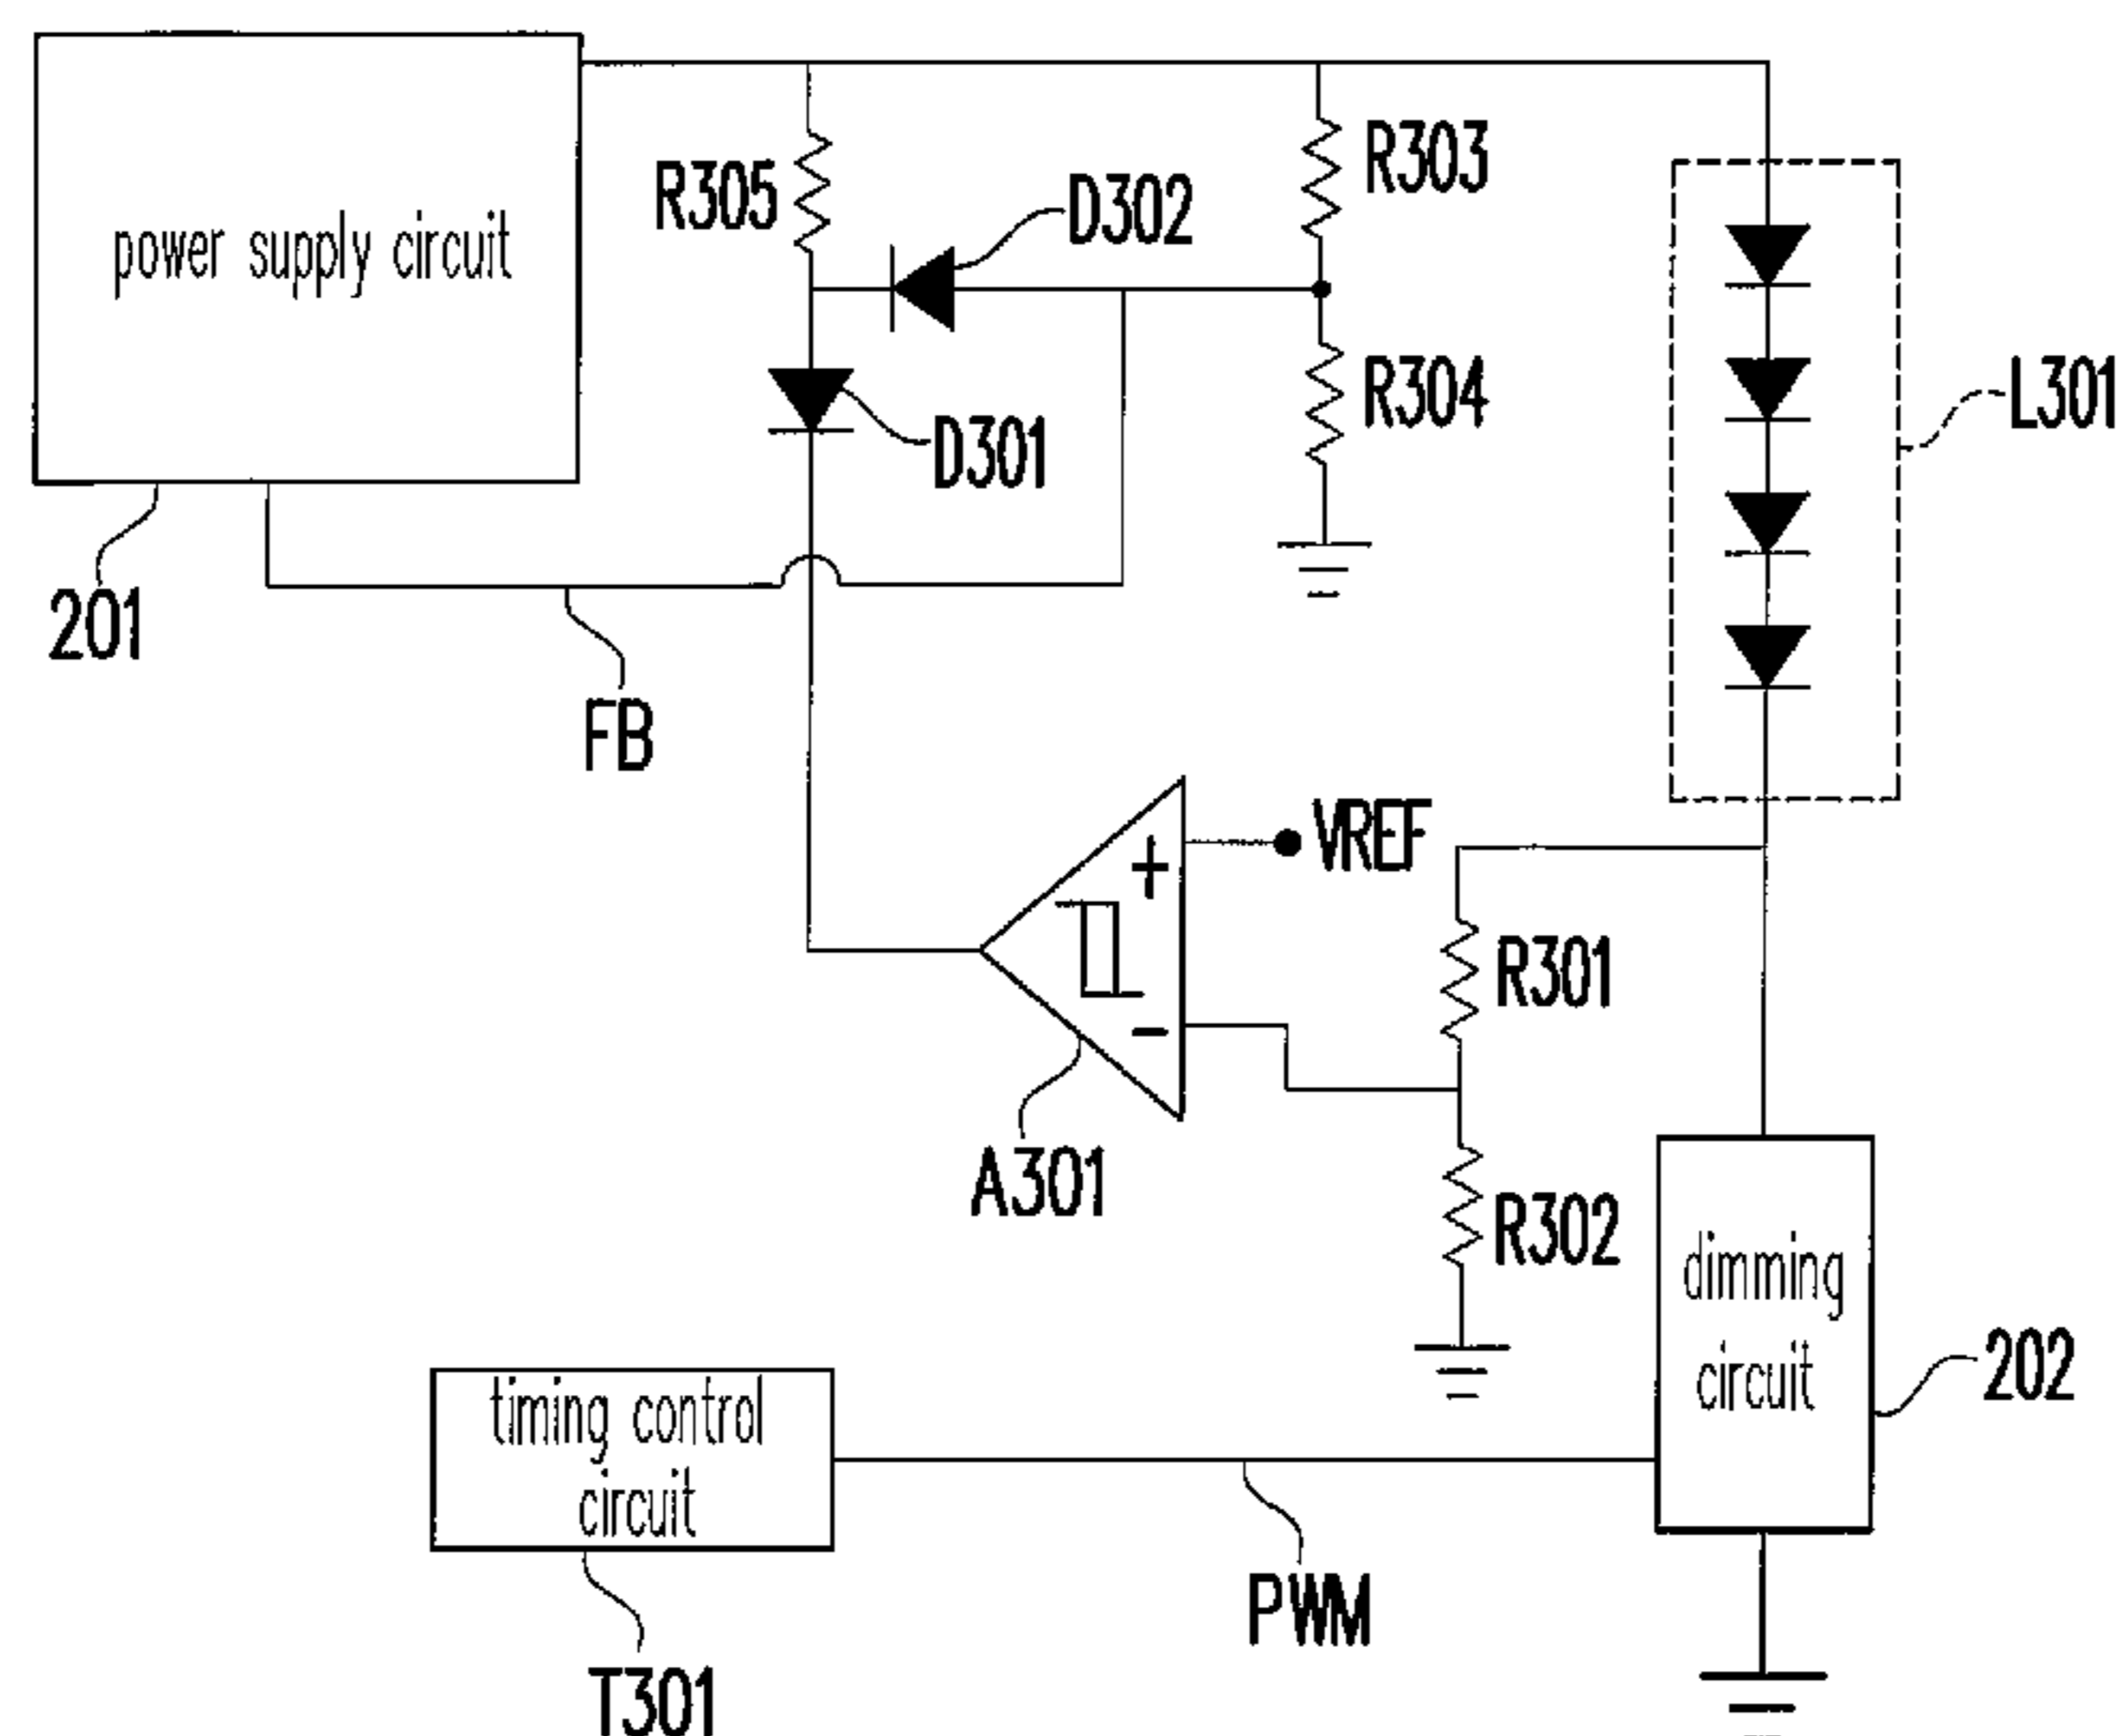 power supply circuit
R305
D302
R303
D301
R304
L301
201
FB
+
VREF
−
A301
R301
R302
dimming
circuit
202
timing control
circuit
PWM
T301